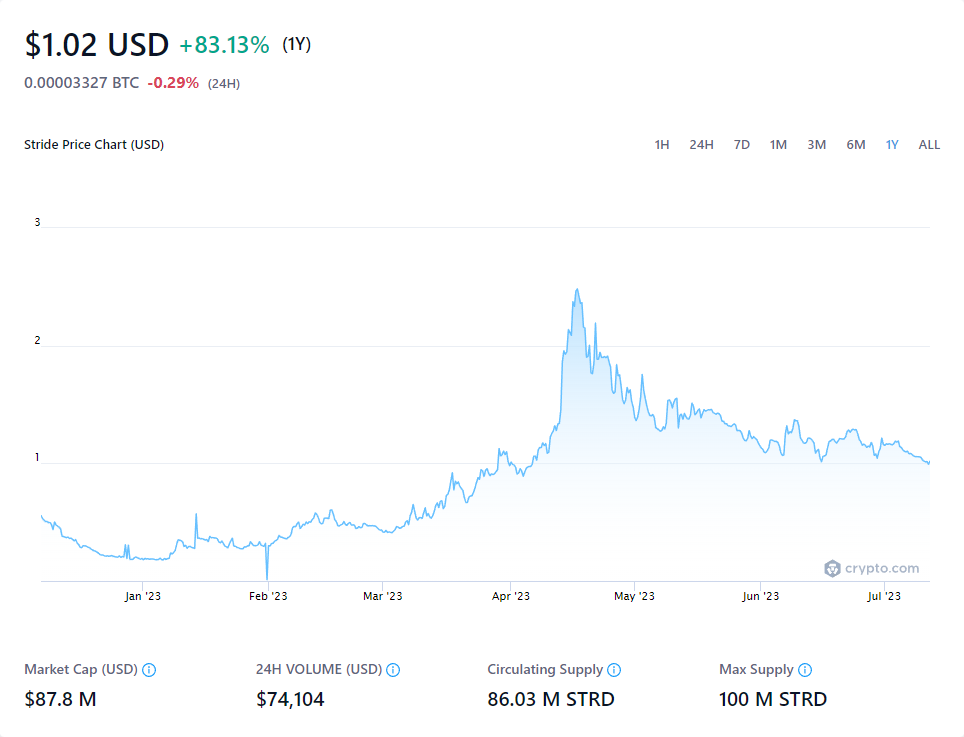 $1.02 USD +83.13% (1Y)
0.00003327 BTC -0.29% (24H)
Stride Price Chart (USD) 1H 24H 7D 1M 3M 6M 1Y ALL
3
2
1
crypto.com
Jan '23 Feb '23 Mar '23 Apr '23 May '23 Jun '23 Jul '23
Market Cap (USD) 24H VOLUME (USD) Circulating Supply Max Supply
$87.8 M $74,104 86.03 M STRD 100 M STRD